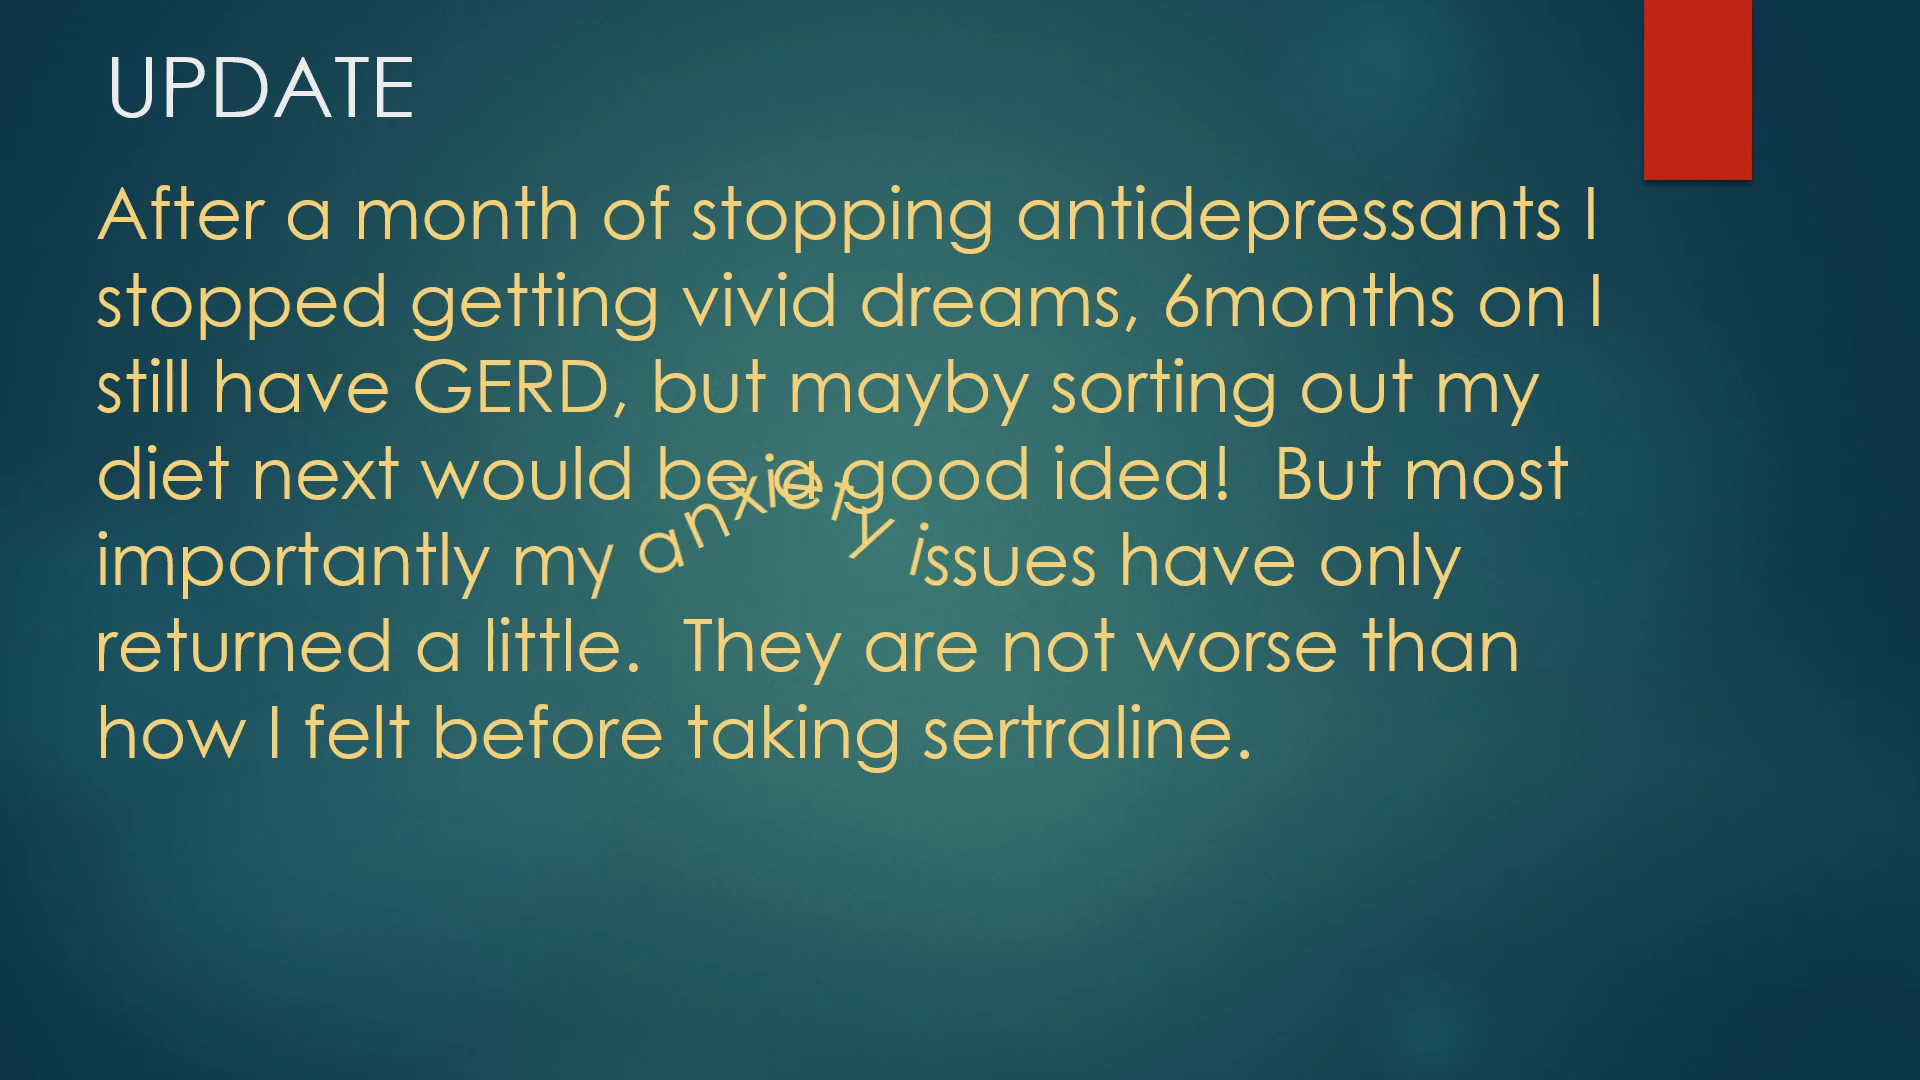 UPDATE
After a month of stopping antidepressants I
stopped getting vivid dreams, 6months on I
still have GERD, but mayby sorting out my
diet next would be a good idea!  But most
importantly my anxiety issues have only
returned a little.  They are not worse than
how I felt before taking sertraline.